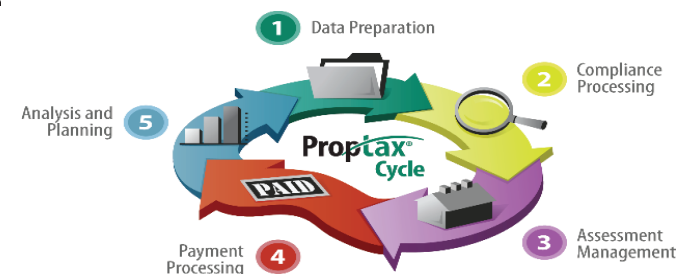 1 Data Preparation
2 Compliance
Processing
Analysis and
Planning 5
Proptax®
Cycle
PAID
3 Assessment
Management
Payment
Processing 4